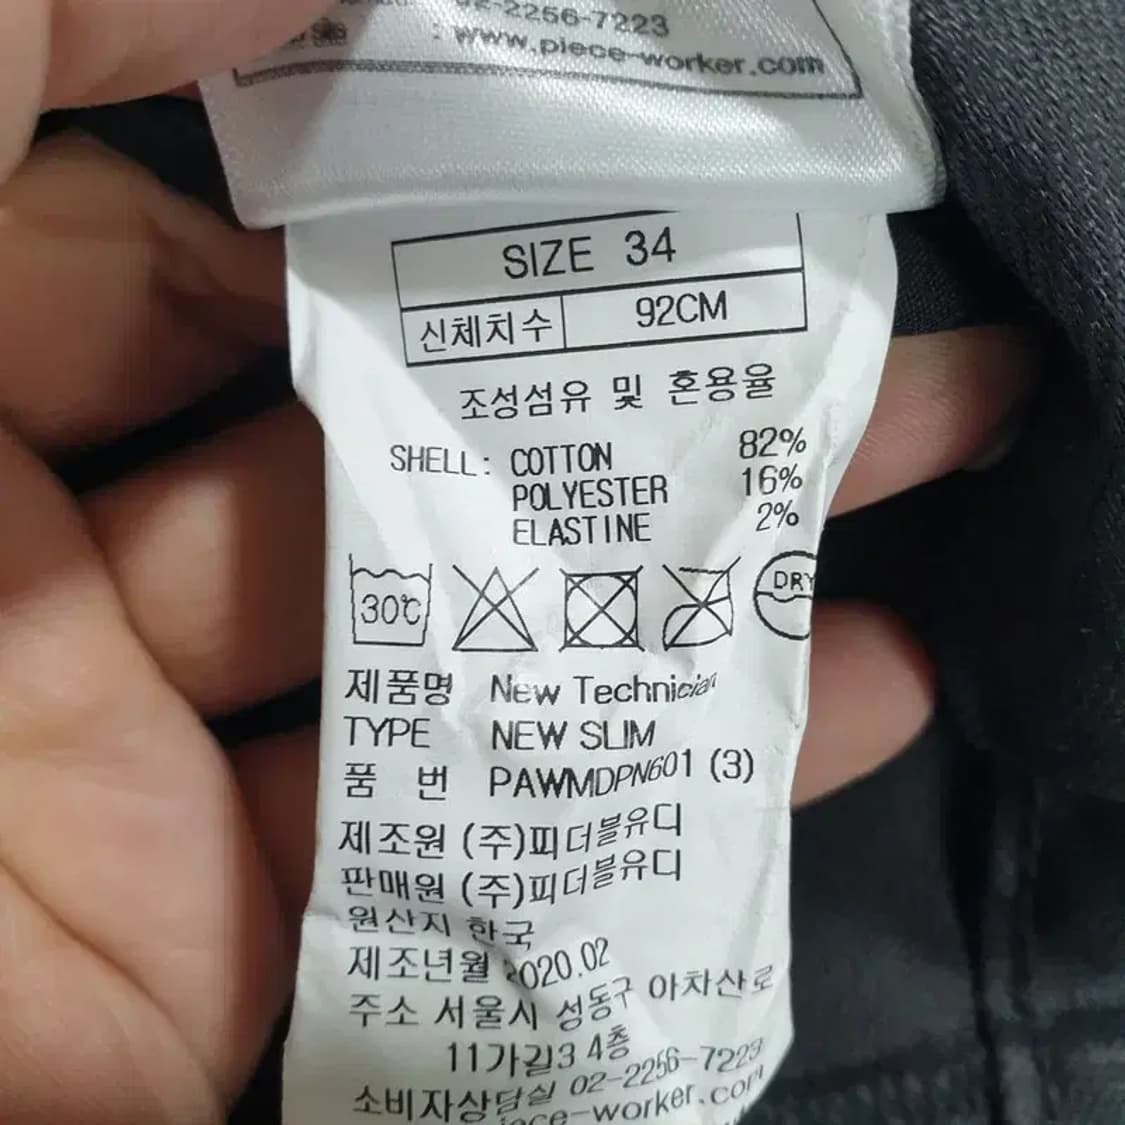 02-2256-7223
: www.piece-worker.com
SIZE 34
신체치수 92CM
조성섬유 및 혼용율
SHELL: COTTON 82%
POLYESTER 16%
ELASTINE 2%
30℃ DRY
제품명 New Technician
TYPE NEW SLIM
품 번 PAWMDPN601 (3)
제조원 (주)피더블유디
판매원 (주)피더블유디
원산지 한국
제조년월 2020.02
주소 서울시 성동구 아차산로
11가길3 4층
소비자상담실 02-2256-7223
piece-worker.com